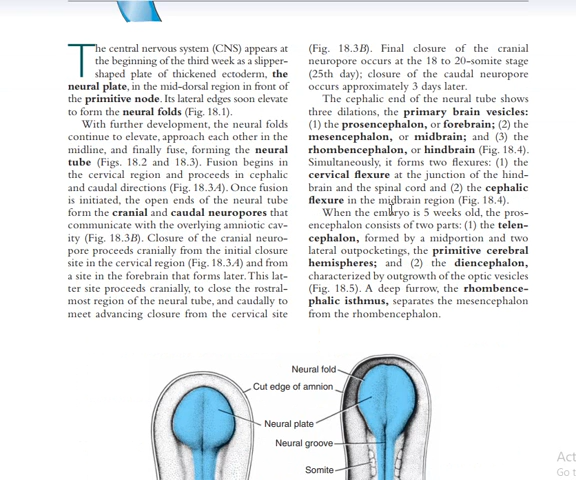 The central nervous system (CNS) appears at
the beginning of the third week as a slipper-
shaped plate of thickened ectoderm, the
neural plate, in the mid-dorsal region in front of
the primitive node. Its lateral edges soon elevate
to form the neural folds (Fig. 18.1).
With further development, the neural folds
continue to elevate, approach each other in the
midline, and finally fuse, forming the neural
tube (Figs. 18.2 and 18.3). Fusion begins in
the cervical region and proceeds in cephalic
and caudal directions (Fig. 18.3A). Once fusion
is initiated, the open ends of the neural tube
form the cranial and caudal neuropores that
communicate with the overlying amniotic cav-
ity (Fig. 18.3B). Closure of the cranial neuro-
pore proceeds cranially from the initial closure
site in the cervical region (Fig. 18.3A) and from
a site in the forebrain that forms later. This lat-
ter site proceeds cranially, to close the rostral-
most region of the neural tube, and caudally to
meet advancing closure from the cervical site
(Fig. 18.3B). Final closure of the cranial
neuropore occurs at the 18 to 20-somite stage
(25th day); closure of the caudal neuropore
occurs approximately 3 days later.
The cephalic end of the neural tube shows
three dilations, the primary brain vesicles:
(1) the prosencephalon, or forebrain; (2) the
mesencephalon, or midbrain; and (3) the
rhombencephalon, or hindbrain (Fig. 18.4).
Simultaneously, it forms two flexures: (1) the
cervical flexure at the junction of the hind-
brain and the spinal cord and (2) the cephalic
flexure in the midbrain region (Fig. 18.4).
When the embryo is 5 weeks old, the pros-
encephalon consists of two parts: (1) the telen-
cephalon, formed by a midportion and two
lateral outpocketings, the primitive cerebral
hemispheres; and (2) the diencephalon,
characterized by outgrowth of the optic vesicles
(Fig. 18.5). A deep furrow, the rhombence-
phalic isthmus, separates the mesencephalon
from the rhombencephalon.
Neural fold
Cut edge of amnion
Neural plate
Neural groove
Somite
Act
Go t